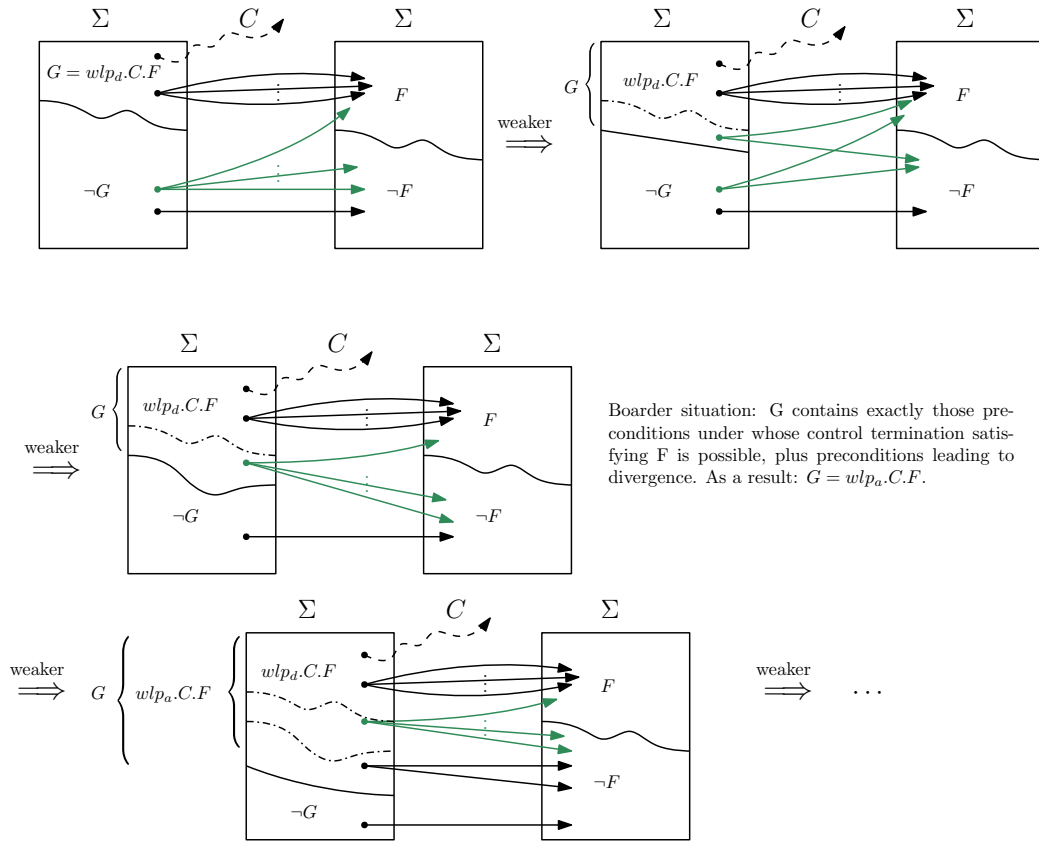 Σ C Σ
G = wlp_d.C.F
F
¬G
¬F
weaker
⟹
Σ C Σ
G
wlp_d.C.F
F
¬G
¬F
weaker
⟹
Σ C Σ
G
wlp_d.C.F
F
¬G
¬F
Boarder situation: G contains exactly those pre-
conditions under whose control termination satis-
fying F is possible, plus preconditions leading to
divergence. As a result: G = wlp_a.C.F.
weaker
⟹
Σ C Σ
G
wlp_a.C.F
wlp_d.C.F
F
¬G
¬F
weaker
⟹
...